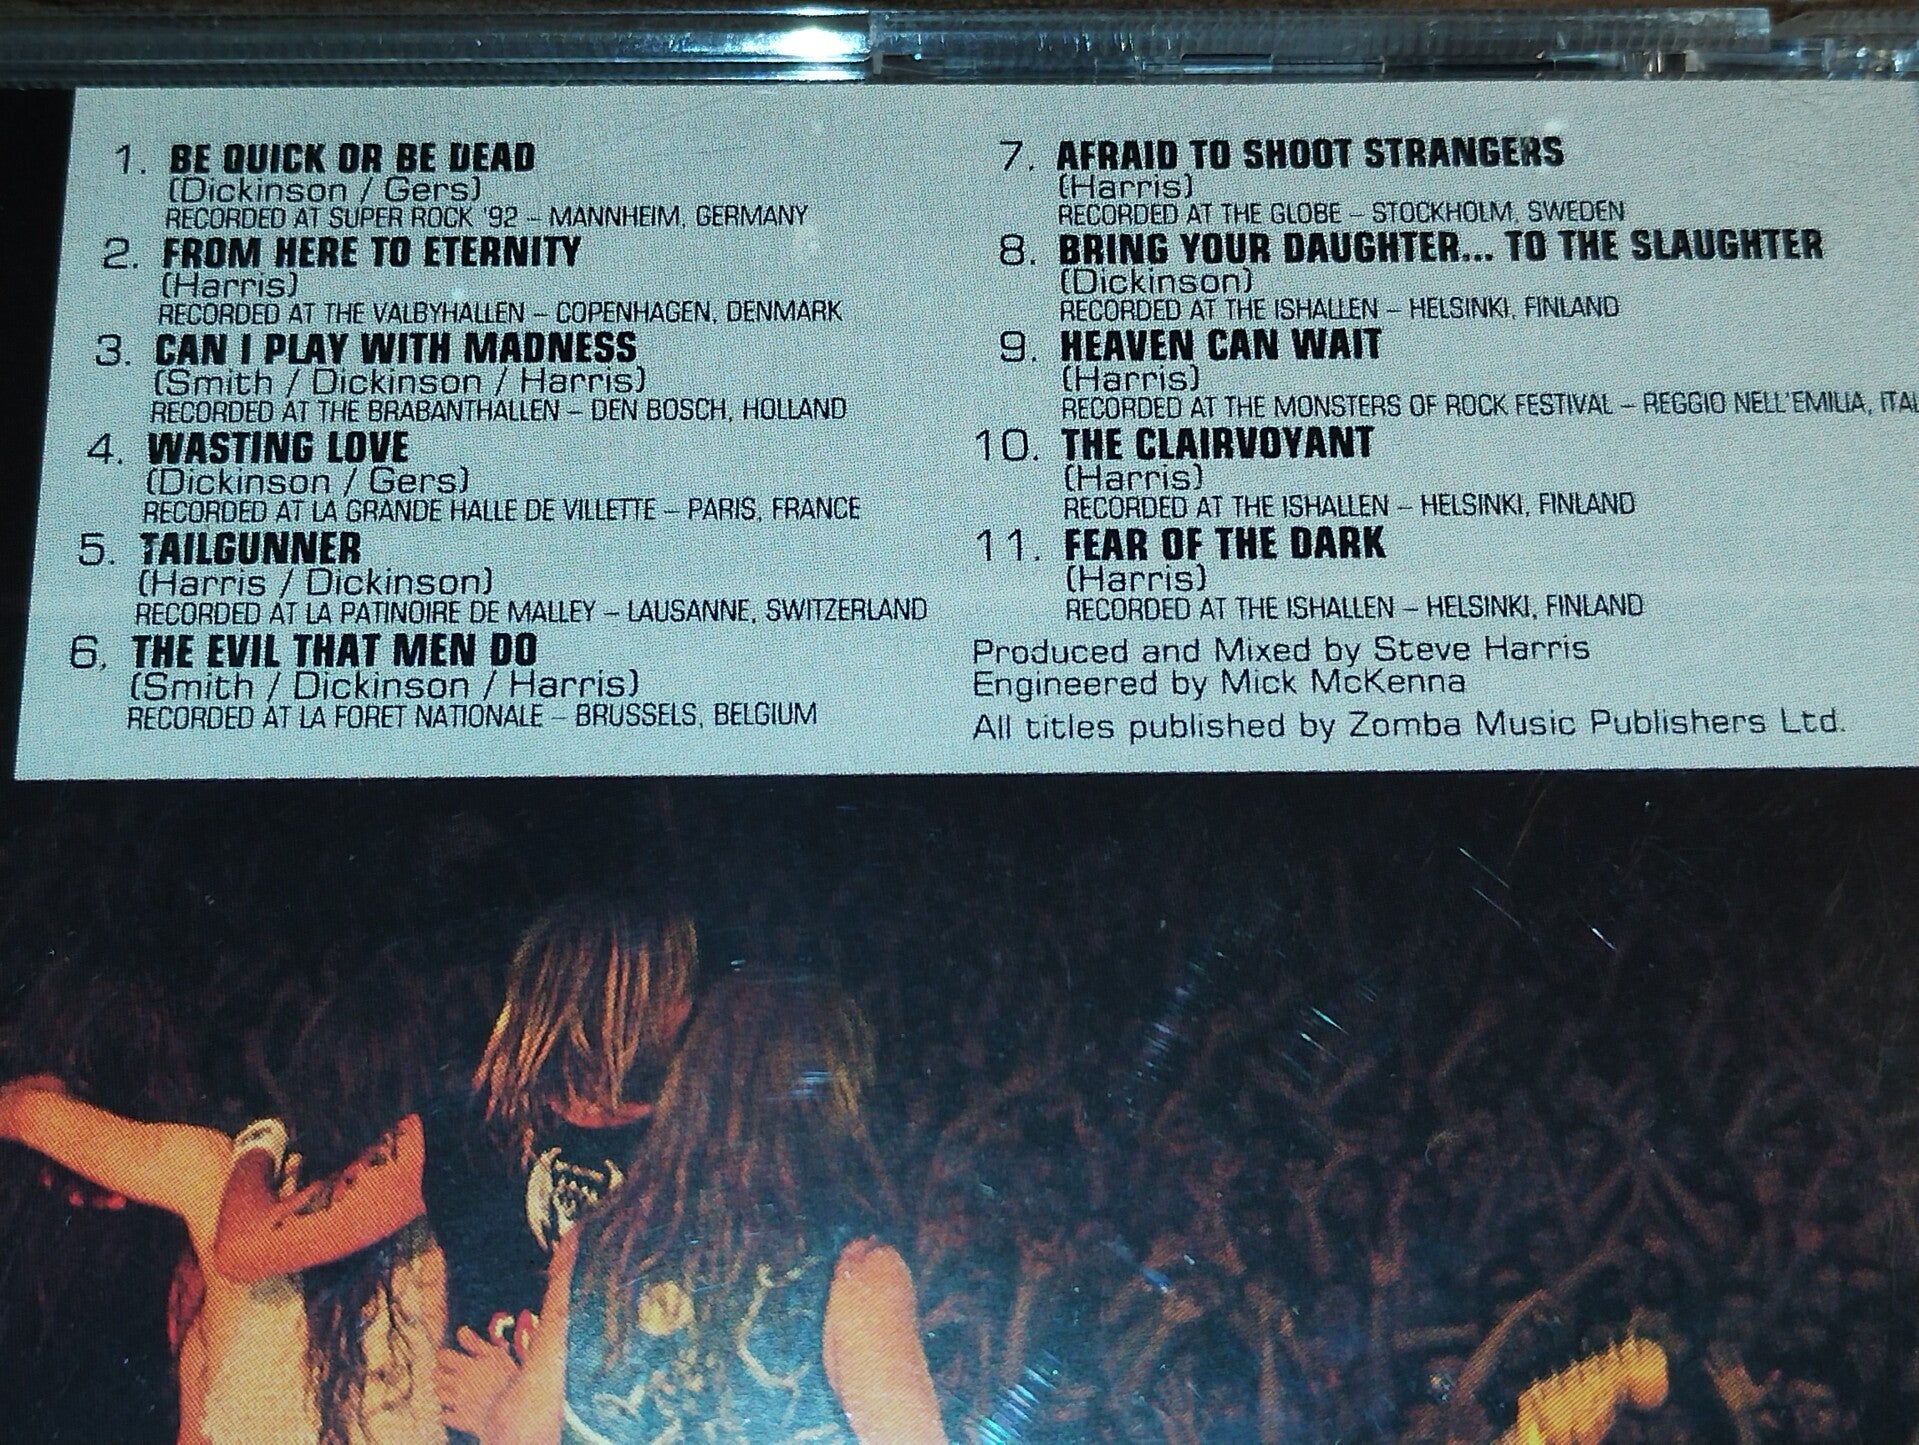 1. BE QUICK OR BE DEAD
(Dickinson / Gers)
RECORDED AT SUPER ROCK '92 – MANNHEIM, GERMANY
2. FROM HERE TO ETERNITY
(Harris)
RECORDED AT THE VALBYHALLEN – COPENHAGEN, DENMARK
3. CAN I PLAY WITH MADNESS
(Smith / Dickinson / Harris)
RECORDED AT THE BRABANTHALLEN – DEN BOSCH, HOLLAND
4. WASTING LOVE
(Dickinson / Gers)
RECORDED AT LA GRANDE HALLE DE VILLETTE – PARIS, FRANCE
5. TAILGUNNER
(Harris / Dickinson)
RECORDED AT LA PATINOIRE DE MALLEY – LAUSANNE, SWITZERLAND
6. THE EVIL THAT MEN DO
(Smith / Dickinson / Harris)
RECORDED AT LA FORET NATIONALE – BRUSSELS, BELGIUM
7. AFRAID TO SHOOT STRANGERS
(Harris)
RECORDED AT THE GLOBE – STOCKHOLM, SWEDEN
8. BRING YOUR DAUGHTER... TO THE SLAUGHTER
(Dickinson)
RECORDED AT THE ISHALLEN – HELSINKI, FINLAND
9. HEAVEN CAN WAIT
(Harris)
RECORDED AT THE MONSTERS OF ROCK FESTIVAL – REGGIO NELL'EMILIA, ITAL
10. THE CLAIRVOYANT
(Harris)
RECORDED AT THE ISHALLEN – HELSINKI, FINLAND
11. FEAR OF THE DARK
(Harris)
RECORDED AT THE ISHALLEN – HELSINKI, FINLAND
Produced and Mixed by Steve Harris
Engineered by Mick McKenna
All titles published by Zomba Music Publishers Ltd.